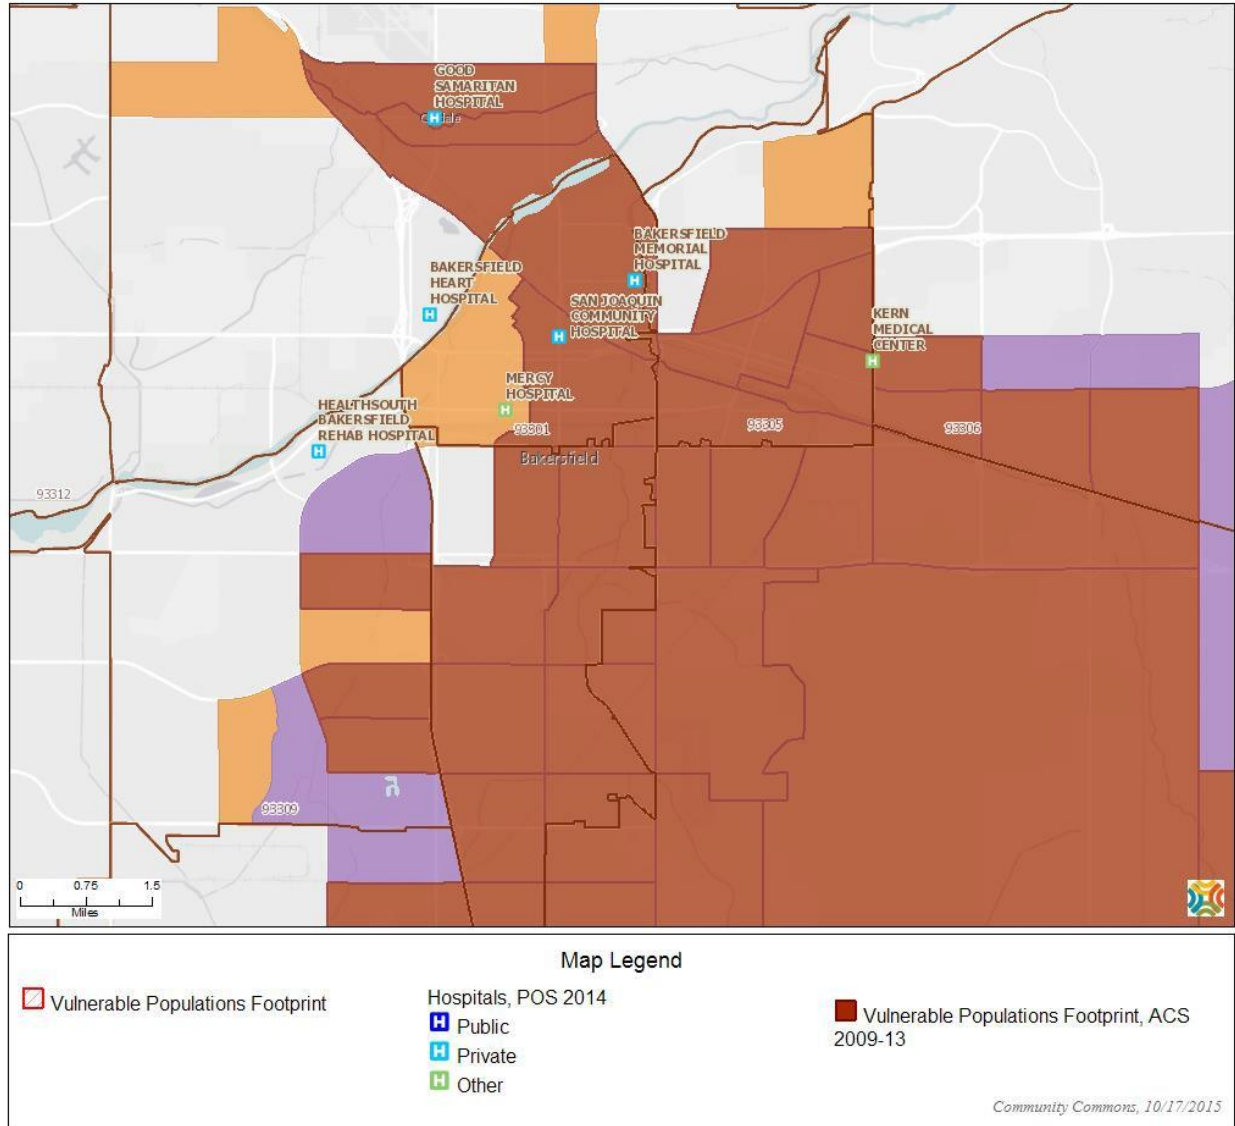 GOOD
SAMARITAN
HOSPITAL
BAKERSFIELD
MEMORIAL
HOSPITAL
BAKERSFIELD
HEART
HOSPITAL
SAN JOAQUIN
COMMUNITY
HOSPITAL
KERN
MEDICAL
CENTER
MERCY
HOSPITAL
HEALTHSOUTH
BAKERSFIELD
REHAB HOSPITAL
93301
93305
93306
Bakersfield
93312
93309
0 0.75 1.5
Miles
Map Legend
Vulnerable Populations Footprint
Hospitals, POS 2014
H Public
H Private
H Other
Vulnerable Populations Footprint, ACS
2009-13
Community Commons, 10/17/2015